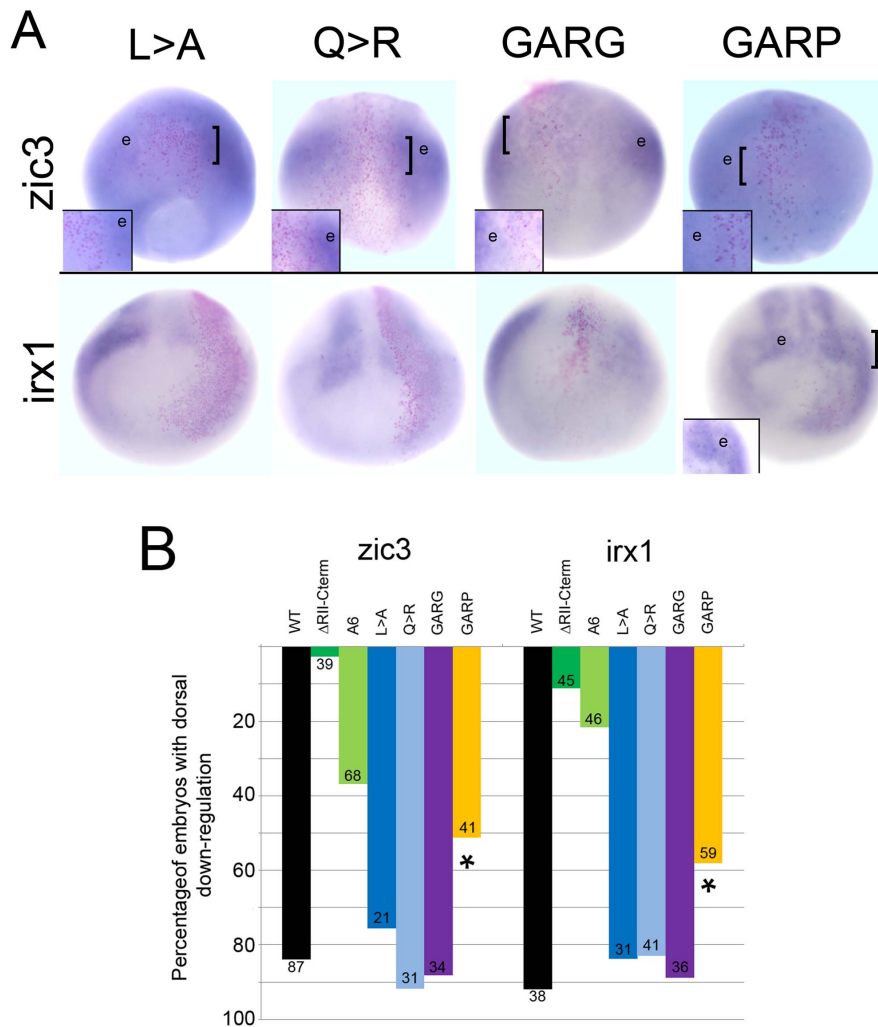 A
L>A Q>R GARG GARP
zic3
e e e e
e e e e
irx1
e
e
B
zic3 irx1
WT ΔRII-Cterm A6 L>A Q>R GARG GARP WT ΔRII-Cterm A6 L>A Q>R GARG GARP
Percentageof embryos with dorsal
down-regulation
20
40
60
80
100
87 39 68 21 31 34 41 38 45 46 31 41 36 59
* *